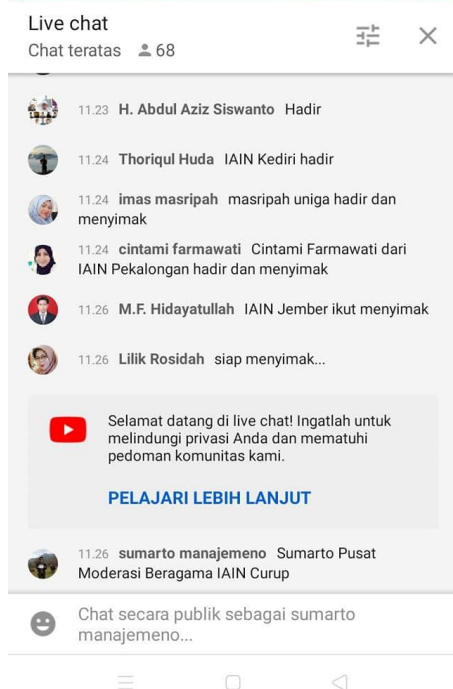 Live chat
Chat teratas 68
11.23 H. Abdul Aziz Siswanto Hadir
11.24 Thoriqul Huda IAIN Kediri hadir
11.24 imas masripah masripah uniga hadir dan
menyimak
11.24 cintami farmawati Cintami Farmawati dari
IAIN Pekalongan hadir dan menyimak
11.26 M.F. Hidayatullah IAIN Jember ikut menyimak
11.26 Lilik Rosidah siap menyimak...
Selamat datang di live chat! Ingatlah untuk
melindungi privasi Anda dan mematuhi
pedoman komunitas kami.
PELAJARI LEBIH LANJUT
11.26 sumarto manajemeno Sumarto Pusat
Moderasi Beragama IAIN Curup
Chat secara publik sebagai sumarto
manajemeno...